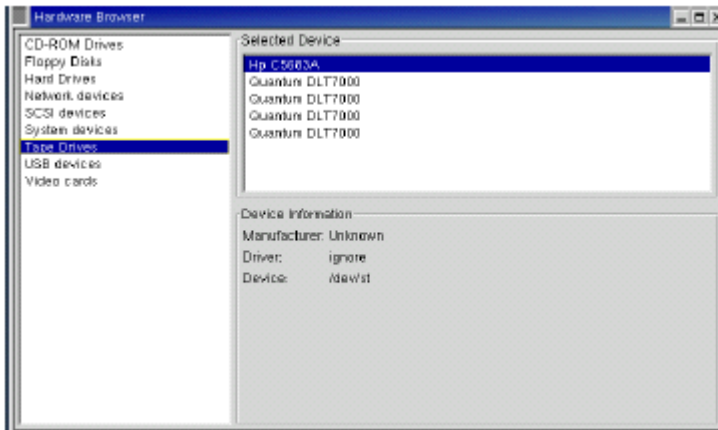 Hardware Browser
CD-ROM Drives
Floppy Disks
Hard Drives
Network devices
SCSI devices
System devices
Tape Drives
USB devices
Video cards
Selected Device
Hp C5683A
Quantum DLT7000
Quantum DLT7000
Quantum DLT7000
Quantum DLT7000
Device Information
Manufacturer: Unknown
Driver: ignore
Device: /dev/st